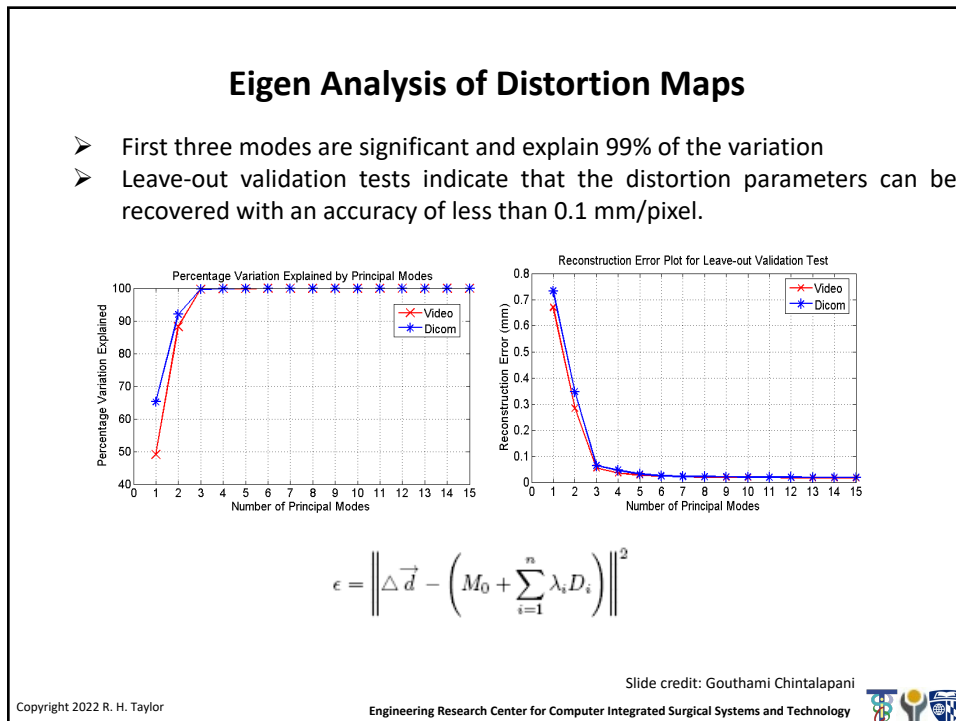 Eigen Analysis of Distortion Maps
➢ First three modes are significant and explain 99% of the variation
➢ Leave-out validation tests indicate that the distortion parameters can be
recovered with an accuracy of less than 0.1 mm/pixel.
Percentage Variation Explained by Principal Modes
Percentage Variation Explained
100
90
80
70
60
50
40
Video
Dicom
0 1 2 3 4 5 6 7 8 9 10 11 12 13 14 15
Number of Principal Modes
Reconstruction Error Plot for Leave-out Validation Test
Reconstruction Error (mm)
0.8
0.7
0.6
0.5
0.4
0.3
0.2
0.1
0
Video
Dicom
0 1 2 3 4 5 6 7 8 9 10 11 12 13 14 15
Number of Principal Modes
ϵ = ‖△d⃗ − (M₀ + ∑ⁿᵢ₌₁ λᵢDᵢ)‖²
Slide credit: Gouthami Chintalapani
Copyright 2022 R. H. Taylor
Engineering Research Center for Computer Integrated Surgical Systems and Technology